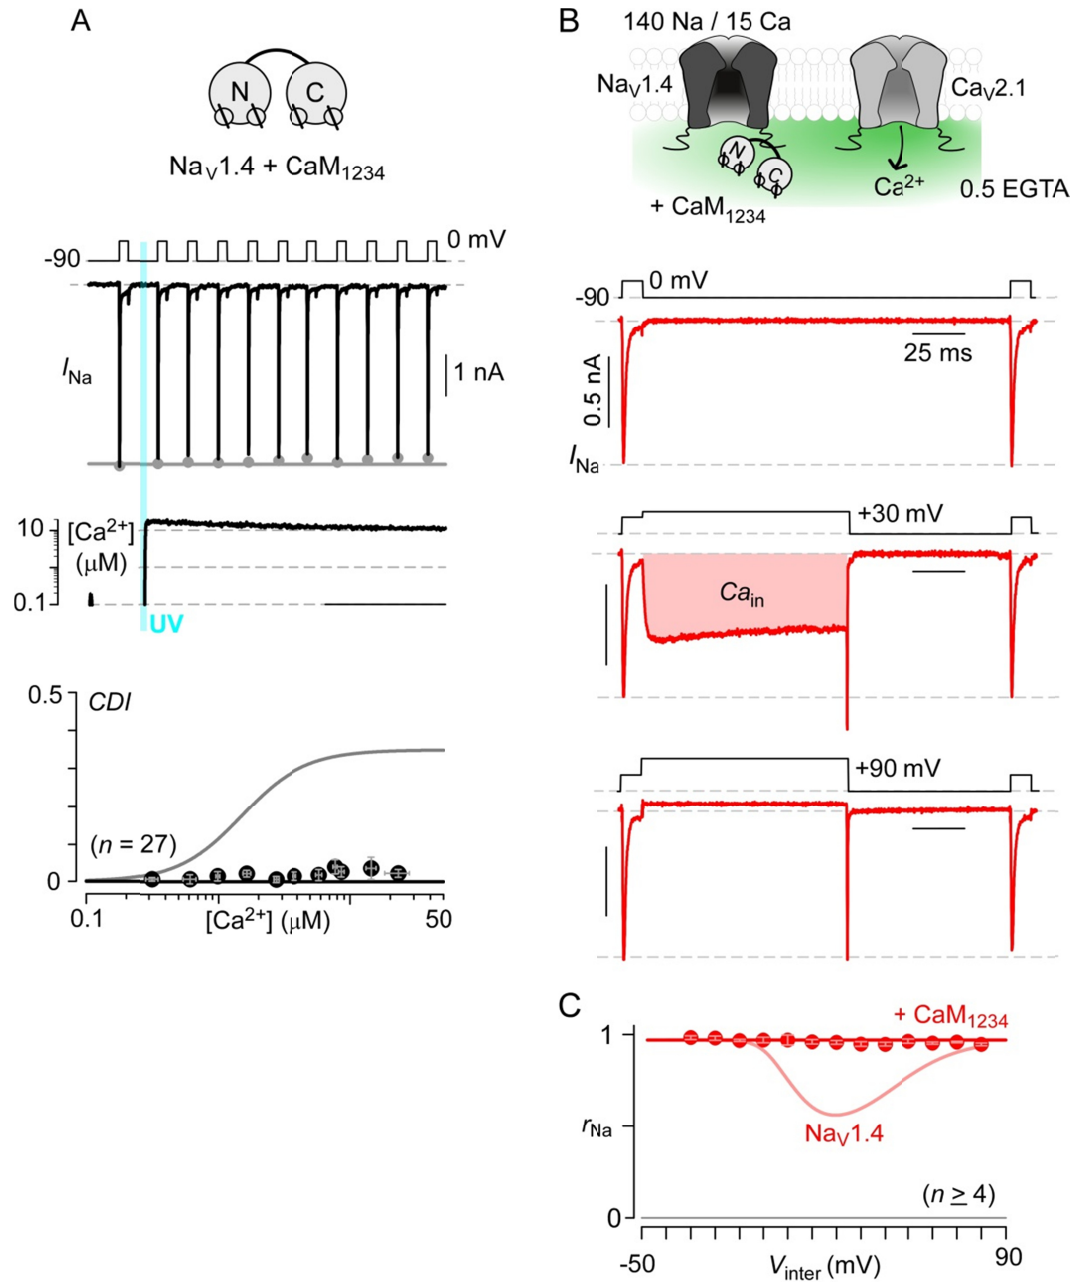 A
N C
NaV1.4 + CaM1234
-90 0 mV
INa
1 nA
10
[Ca2+]
(μM)
0.1
UV
0.5
CDI
(n = 27)
0
0.1 [Ca2+] (μM) 50
B
140 Na / 15 Ca
NaV1.4 CaV2.1
N
C
Ca2+
0.5 EGTA
+ CaM1234
0 mV
-90
25 ms
0.5 nA
INa
+30 mV
Cain
+90 mV
C
+ CaM1234
1
rNa
NaV1.4
(n ≥ 4)
0
-50 Vinter (mV) 90